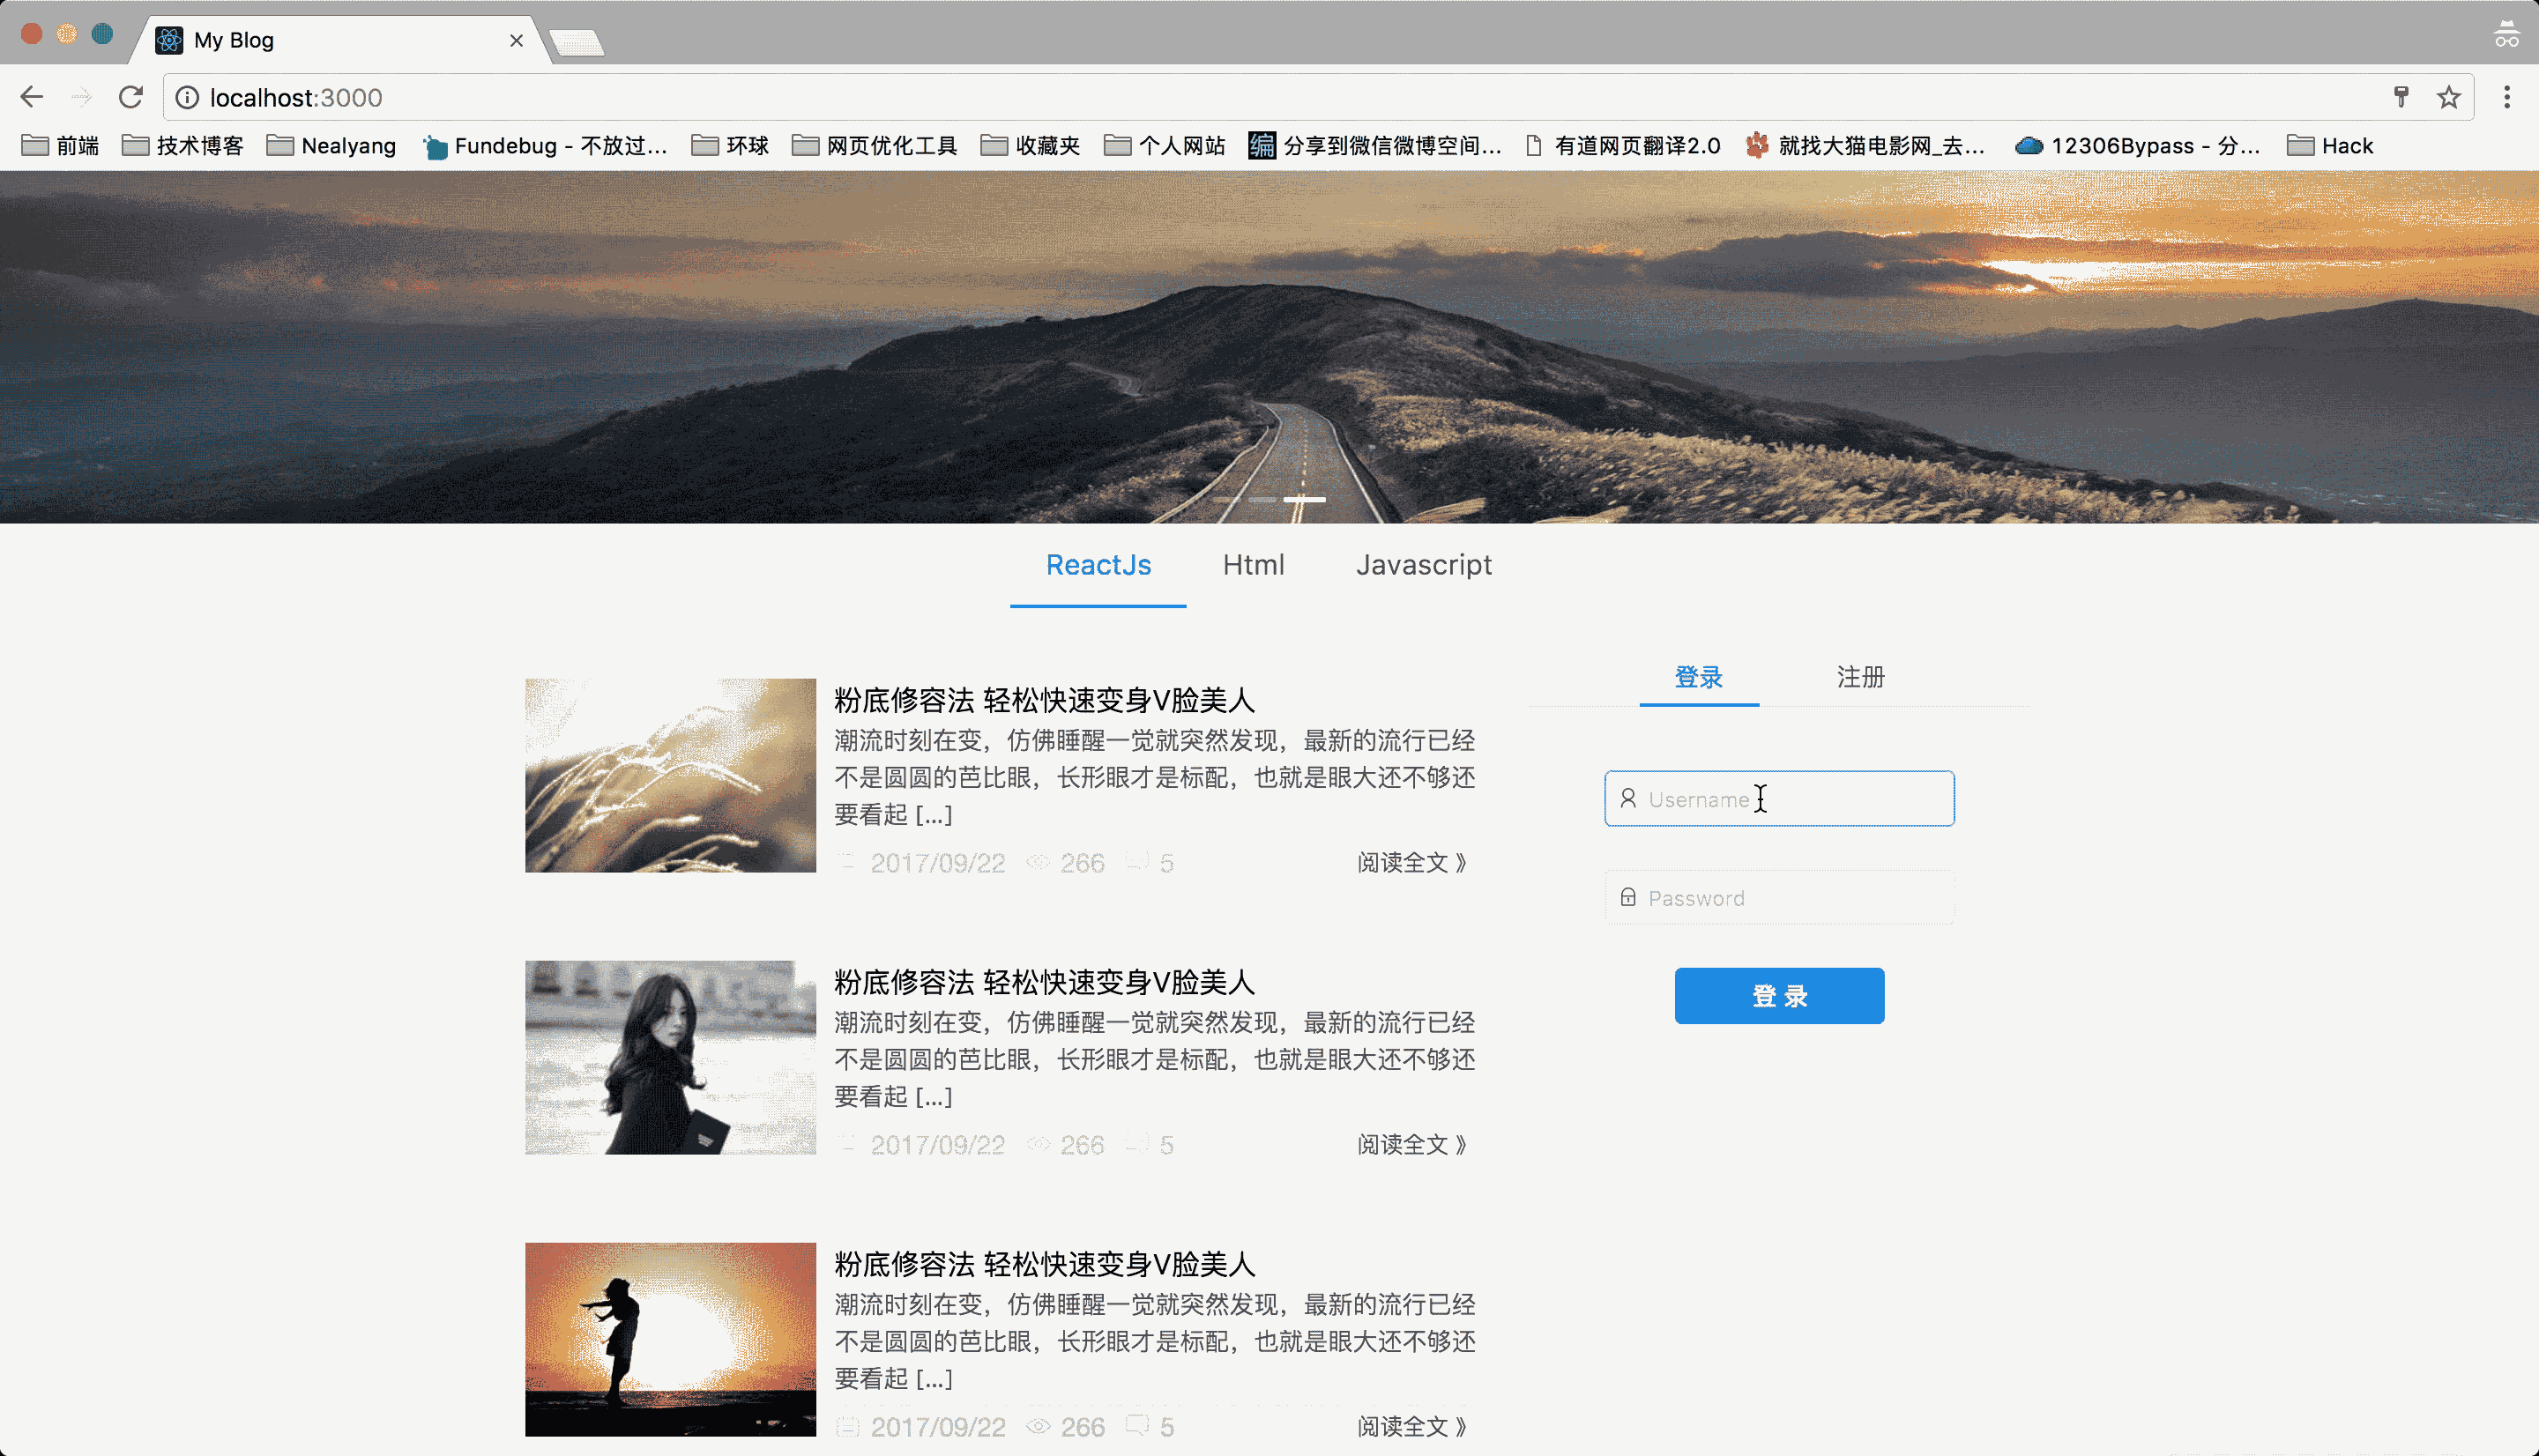 My Blog
localhost:3000
前端 技术博客 Nealyang Fundebug - 不放过... 环球 网页优化工具 收藏夹 个人网站 编 分享到微信微博空间... 有道网页翻译2.0 就找大猫电影网_去... 12306Bypass - 分... Hack
ReactJs Html Javascript
登录 注册
粉底修容法 轻松快速变身V脸美人
潮流时刻在变，仿佛睡醒一觉就突然发现，最新的流行已经
不是圆圆的芭比眼，长形眼才是标配，也就是眼大还不够还
要看起 [...]
2017/09/22 266 5 阅读全文 》
Username
Password
登 录
粉底修容法 轻松快速变身V脸美人
潮流时刻在变，仿佛睡醒一觉就突然发现，最新的流行已经
不是圆圆的芭比眼，长形眼才是标配，也就是眼大还不够还
要看起 [...]
2017/09/22 266 5 阅读全文 》
粉底修容法 轻松快速变身V脸美人
潮流时刻在变，仿佛睡醒一觉就突然发现，最新的流行已经
不是圆圆的芭比眼，长形眼才是标配，也就是眼大还不够还
要看起 [...]
2017/09/22 266 5 阅读全文 》